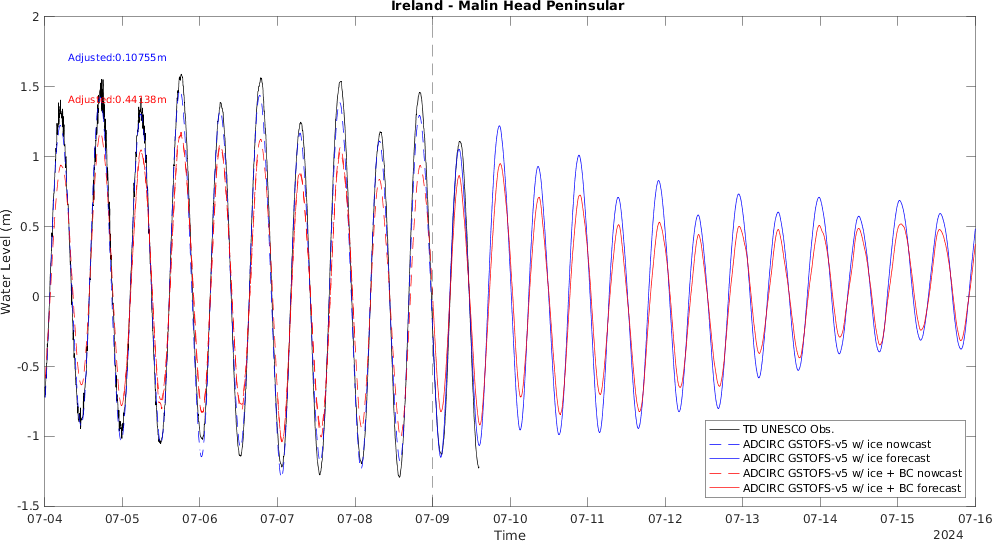 Ireland - Malin Head Peninsular
2
1.5
1
0.5
0
-0.5
-1
-1.5
Water Level (m)
Adjusted:0.10755m
Adjusted:0.44138m
TD UNESCO Obs.
ADCIRC GSTOFS-v5 w/ ice nowcast
ADCIRC GSTOFS-v5 w/ ice forecast
ADCIRC GSTOFS-v5 w/ ice + BC nowcast
ADCIRC GSTOFS-v5 w/ ice + BC forecast
07-04 07-05 07-06 07-07 07-08 07-09 07-10 07-11 07-12 07-13 07-14 07-15 07-16
Time
2024